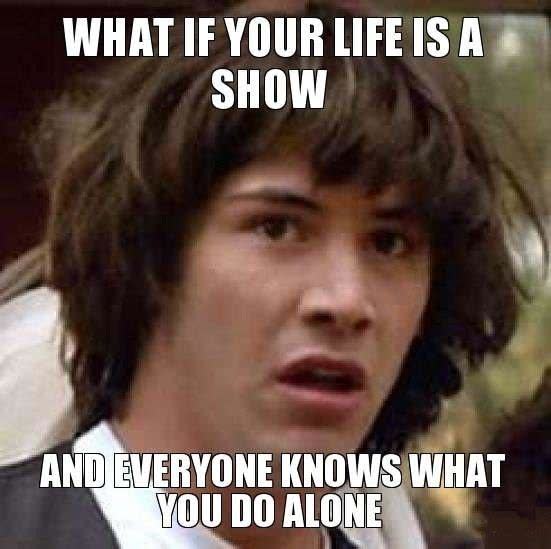 WHAT IF YOUR LIFE IS A
SHOW
AND EVERYONE KNOWS WHAT
YOU DO ALONE